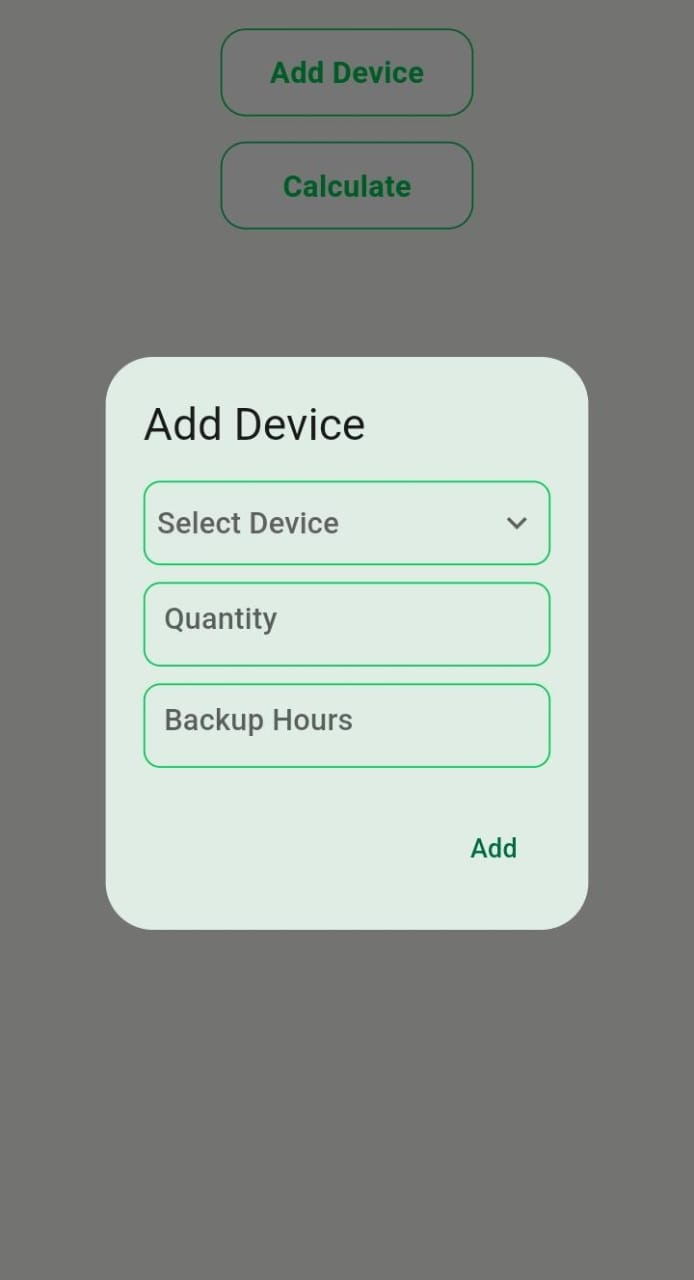 Add Device
Calculate
Add Device
Select Device
Quantity
Backup Hours
Add